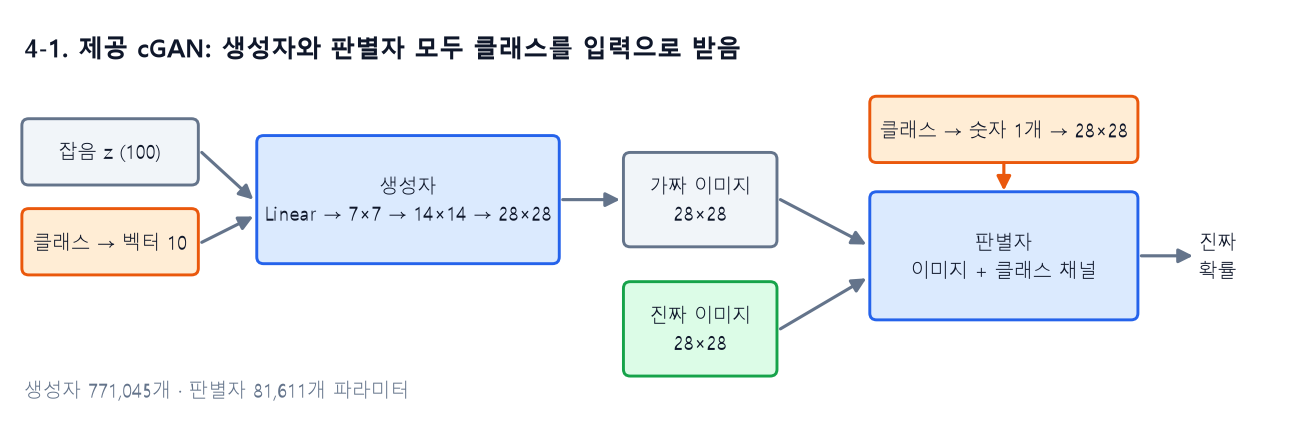 4-1. 제공 cGAN: 생성자와 판별자 모두 클래스를 입력으로 받음
잡음 z (100)
클래스 → 벡터 10
생성자
Linear → 7×7 → 14×14 → 28×28
가짜 이미지
28×28
진짜 이미지
28×28
클래스 → 숫자 1개 → 28×28
판별자
이미지 + 클래스 채널
진짜
확률
생성자 771,045개 · 판별자 81,611개 파라미터